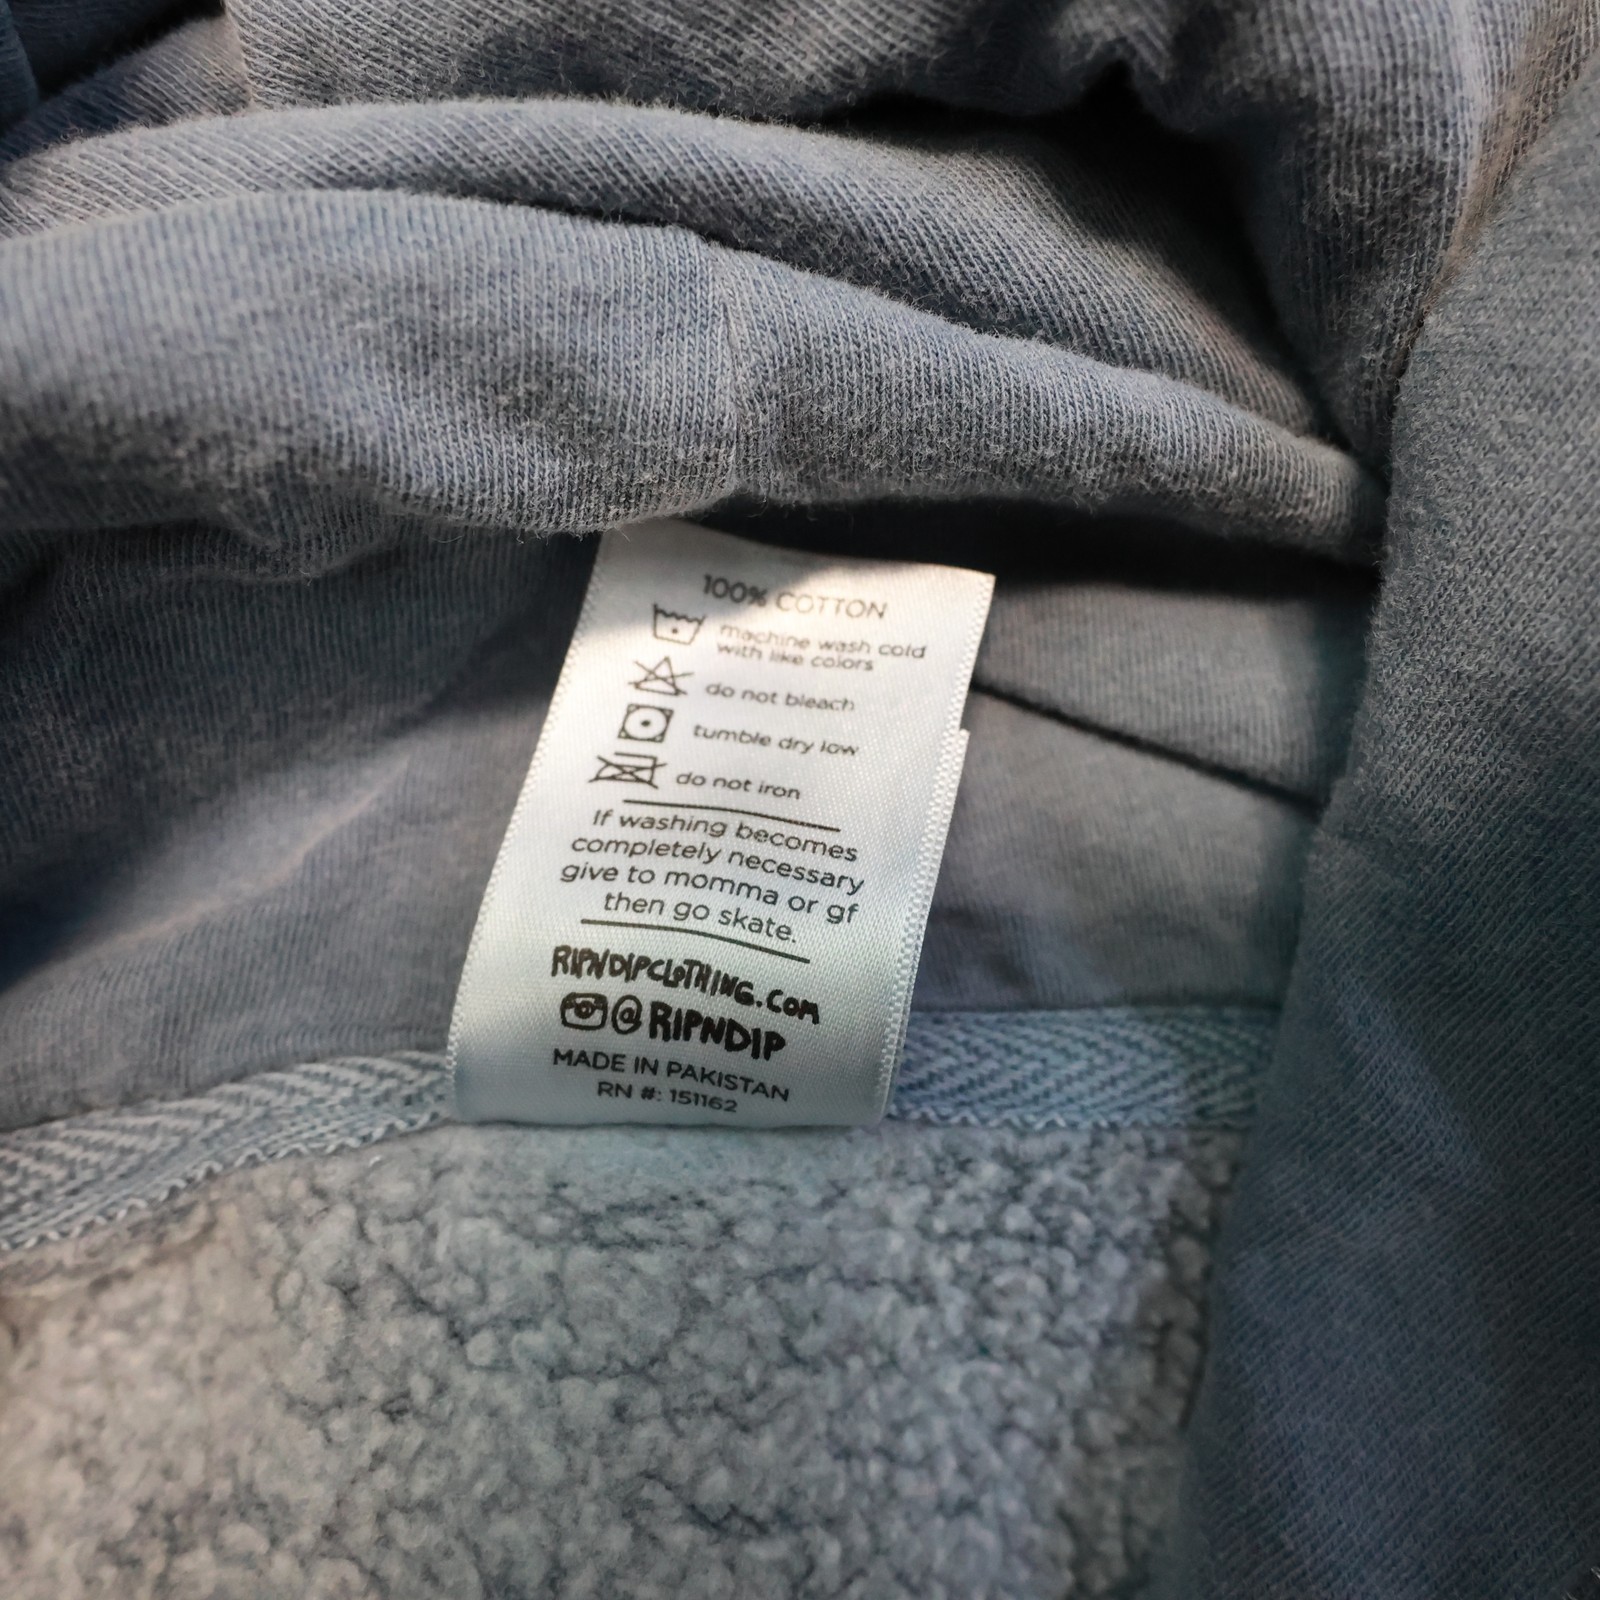 100% COTTON
machine wash cold
with like colors
do not bleach
tumble dry low
do not iron
If washing becomes
completely necessary
give to momma or gf
then go skate.
RIPNDIPCLOTHING.COM
@RIPNDIP
MADE IN PAKISTAN
RN #: 151162